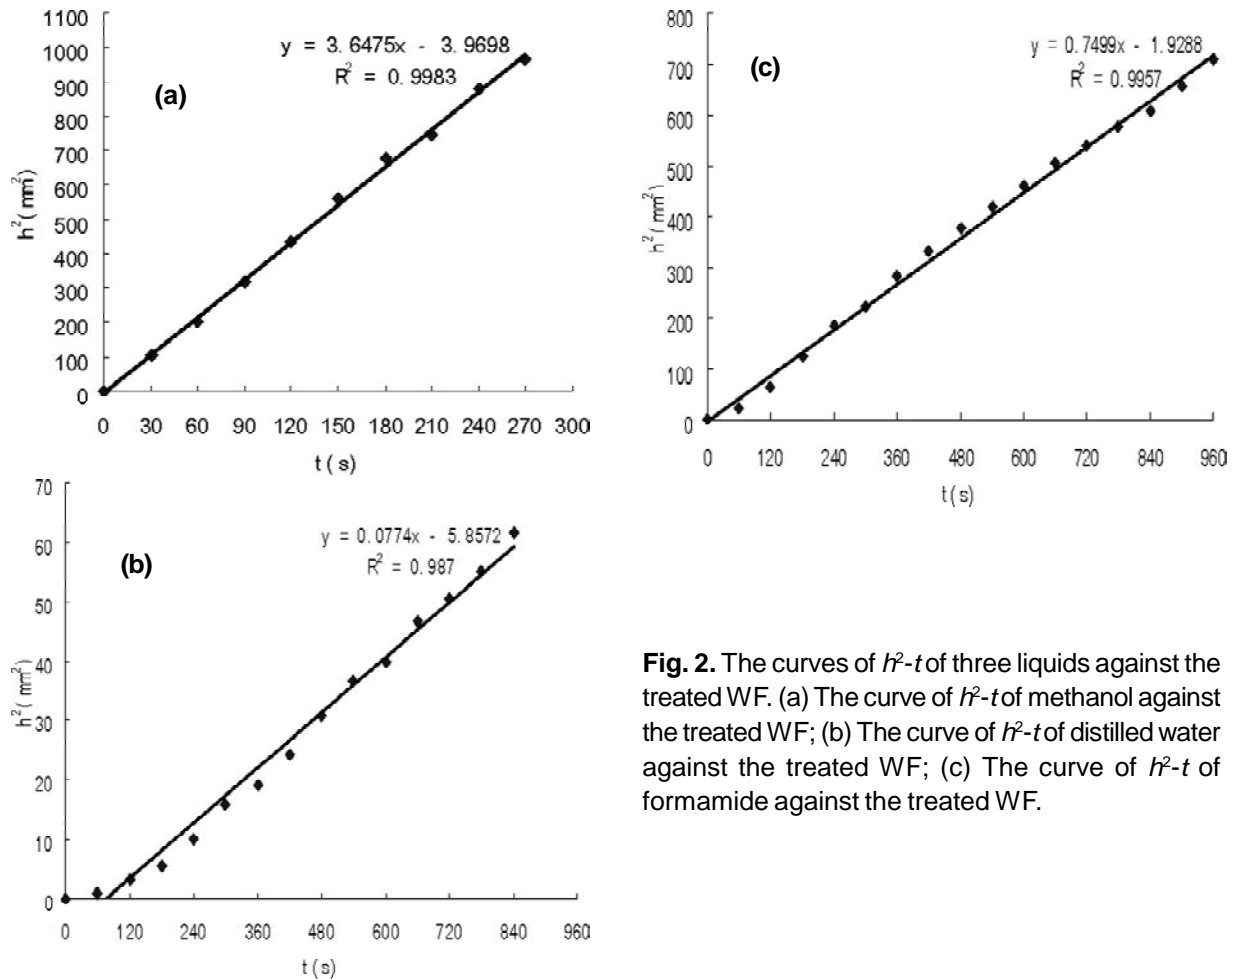 1100
1000
900
800
700
600
500
400
300
200
100
0
h²(mm²)
y = 3.6475x - 3.9698
R² = 0.9983
(a)
0 30 60 90 120 150 180 210 240 270 300
t(s)
800
700
600
500
400
300
200
100
0
h²(mm²)
(c)
y = 0.7499x - 1.9288
R² = 0.9957
0 120 240 360 480 600 720 840 960
t(s)
70
60
50
40
30
20
10
0
h²(mm²)
y = 0.0774x - 5.8572
R² = 0.987
(b)
0 120 240 360 480 600 720 840 960
t(s)
Fig. 2. The curves of h²-t of three liquids against the
treated WF. (a) The curve of h²-t of methanol against
the treated WF; (b) The curve of h²-t of distilled water
against the treated WF; (c) The curve of h²-t of
formamide against the treated WF.